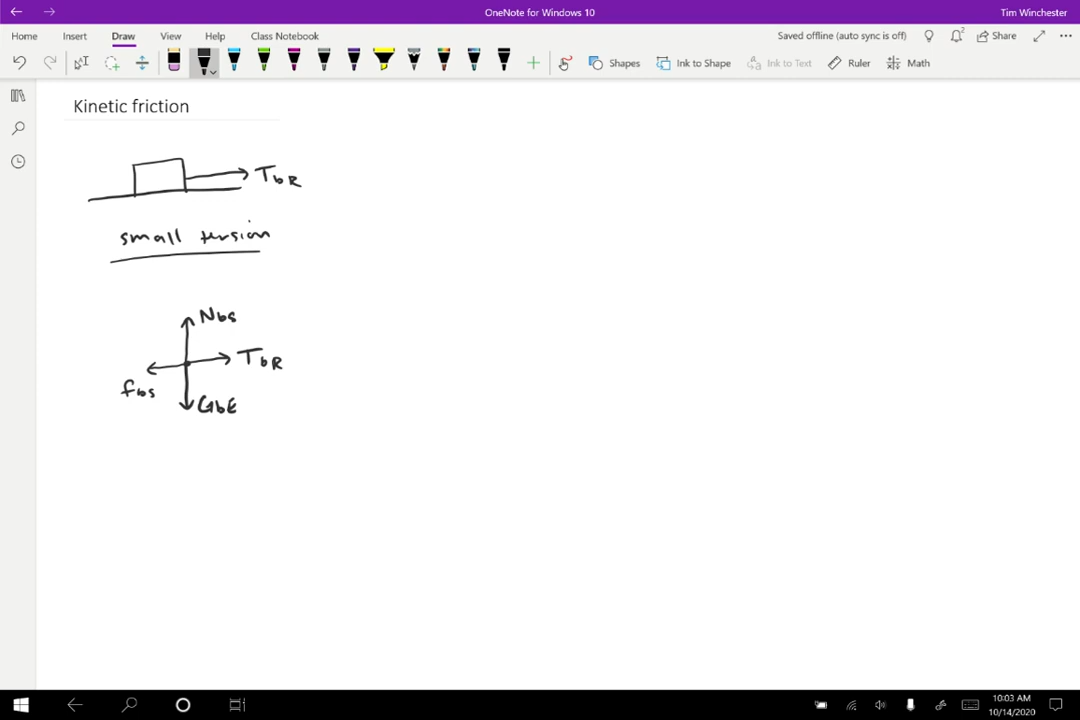 OneNote for Windows 10
Tim Winchester
Home Insert Draw View Help Class Notebook
Saved offline (auto sync is off) Share
Shapes Ink to Shape Ink to Text Ruler Math
Kinetic friction
TbR
small tension
Nbs
TbR
fbs
GbE
10:03 AM
10/14/2020